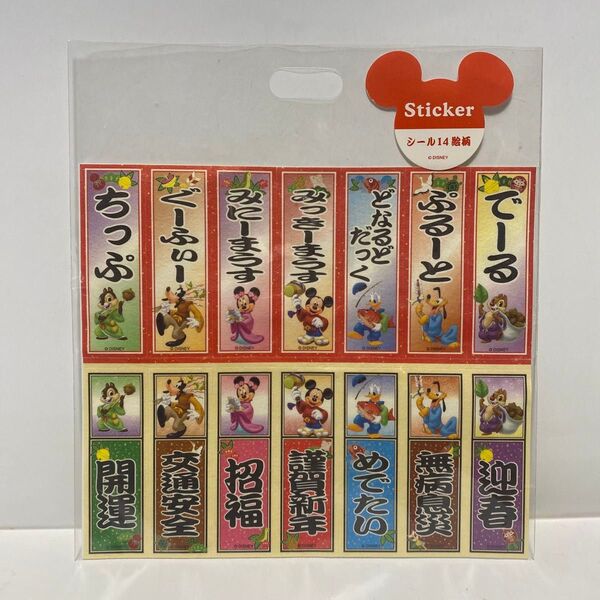 Sticker
シール14絵柄
© DISNEY
ちっぷ
ぐーふぃー
みにーまうす
みっきーまうす
どなるど
だっく
ぷるーと
でーる
© DISNEY
© DISNEY
開運
交通安全
招福
謹賀新年
めでたい
無病息災
迎春
© DISNEY